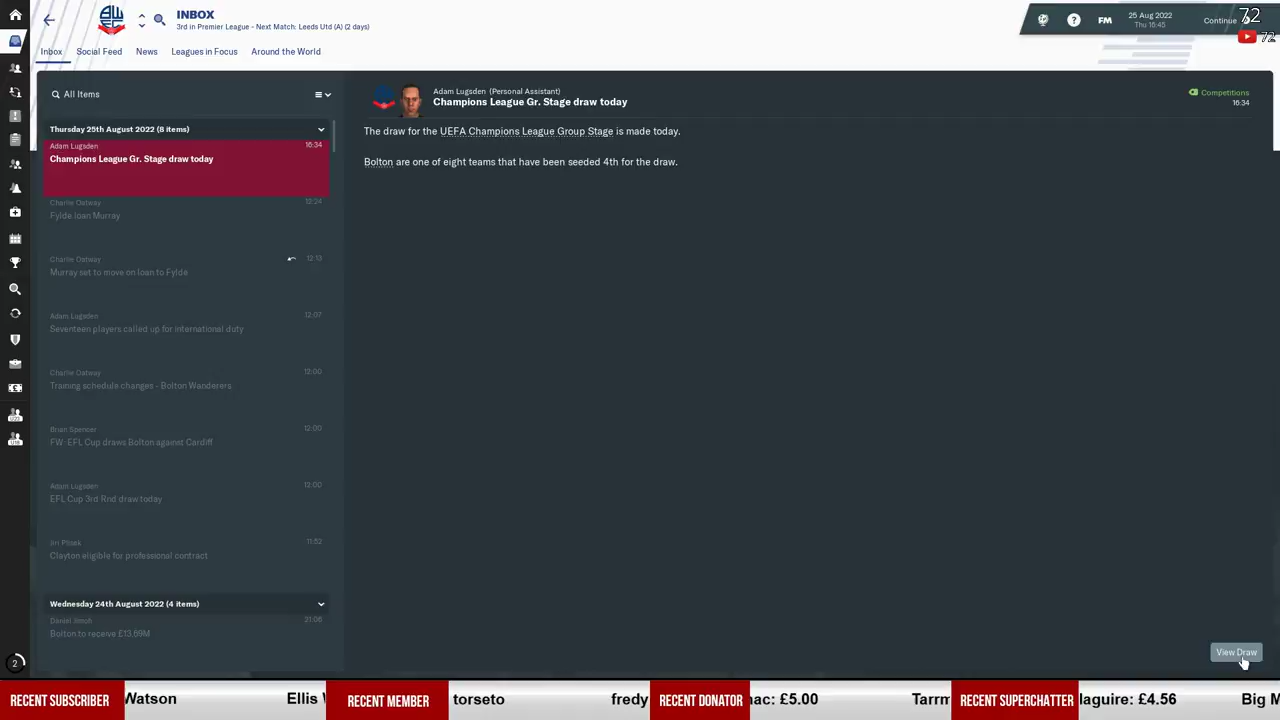 INBOX
3rd in Premier League - Next Match: Leeds Utd (A) (2 days)
FM
25 Aug 2022
Thu 16:45
Continue
72
72
Inbox
Social Feed
News
Leagues in Focus
Around the World
All Items
Thursday 25th August 2022 (8 items)
Adam Lugsden
16:34
Champions League Gr. Stage draw today
Charlie Oatway
12:24
Fylde loan Murray
Charlie Oatway
12:13
Murray set to move on loan to Fylde
Adam Lugsden
12:07
Seventeen players called up for international duty
Charlie Oatway
12:00
Training schedule changes - Bolton Wanderers
Brian Spencer
12:00
FW: EFL Cup draws Bolton against Cardiff
Adam Lugsden
12:00
EFL Cup 3rd Rnd draw today
Jiri Plisek
11:52
Clayton eligible for professional contract
Wednesday 24th August 2022 (4 items)
21:06
Bolton to receive £13.69M
Adam Lugsden (Personal Assistant)
Champions League Gr. Stage draw today
Competitions
16:34
The draw for the UEFA Champions League Group Stage is made today.
Bolton are one of eight teams that have been seeded 4th for the draw.
View Draw
2
RECENT SUBSCRIBER
Watson
Ellis
RECENT MEMBER
torseto
fredy
RECENT DONATOR
ac: £5.00
Tarrm
RECENT SUPERCHATTER
laguire: £4.56
Big M